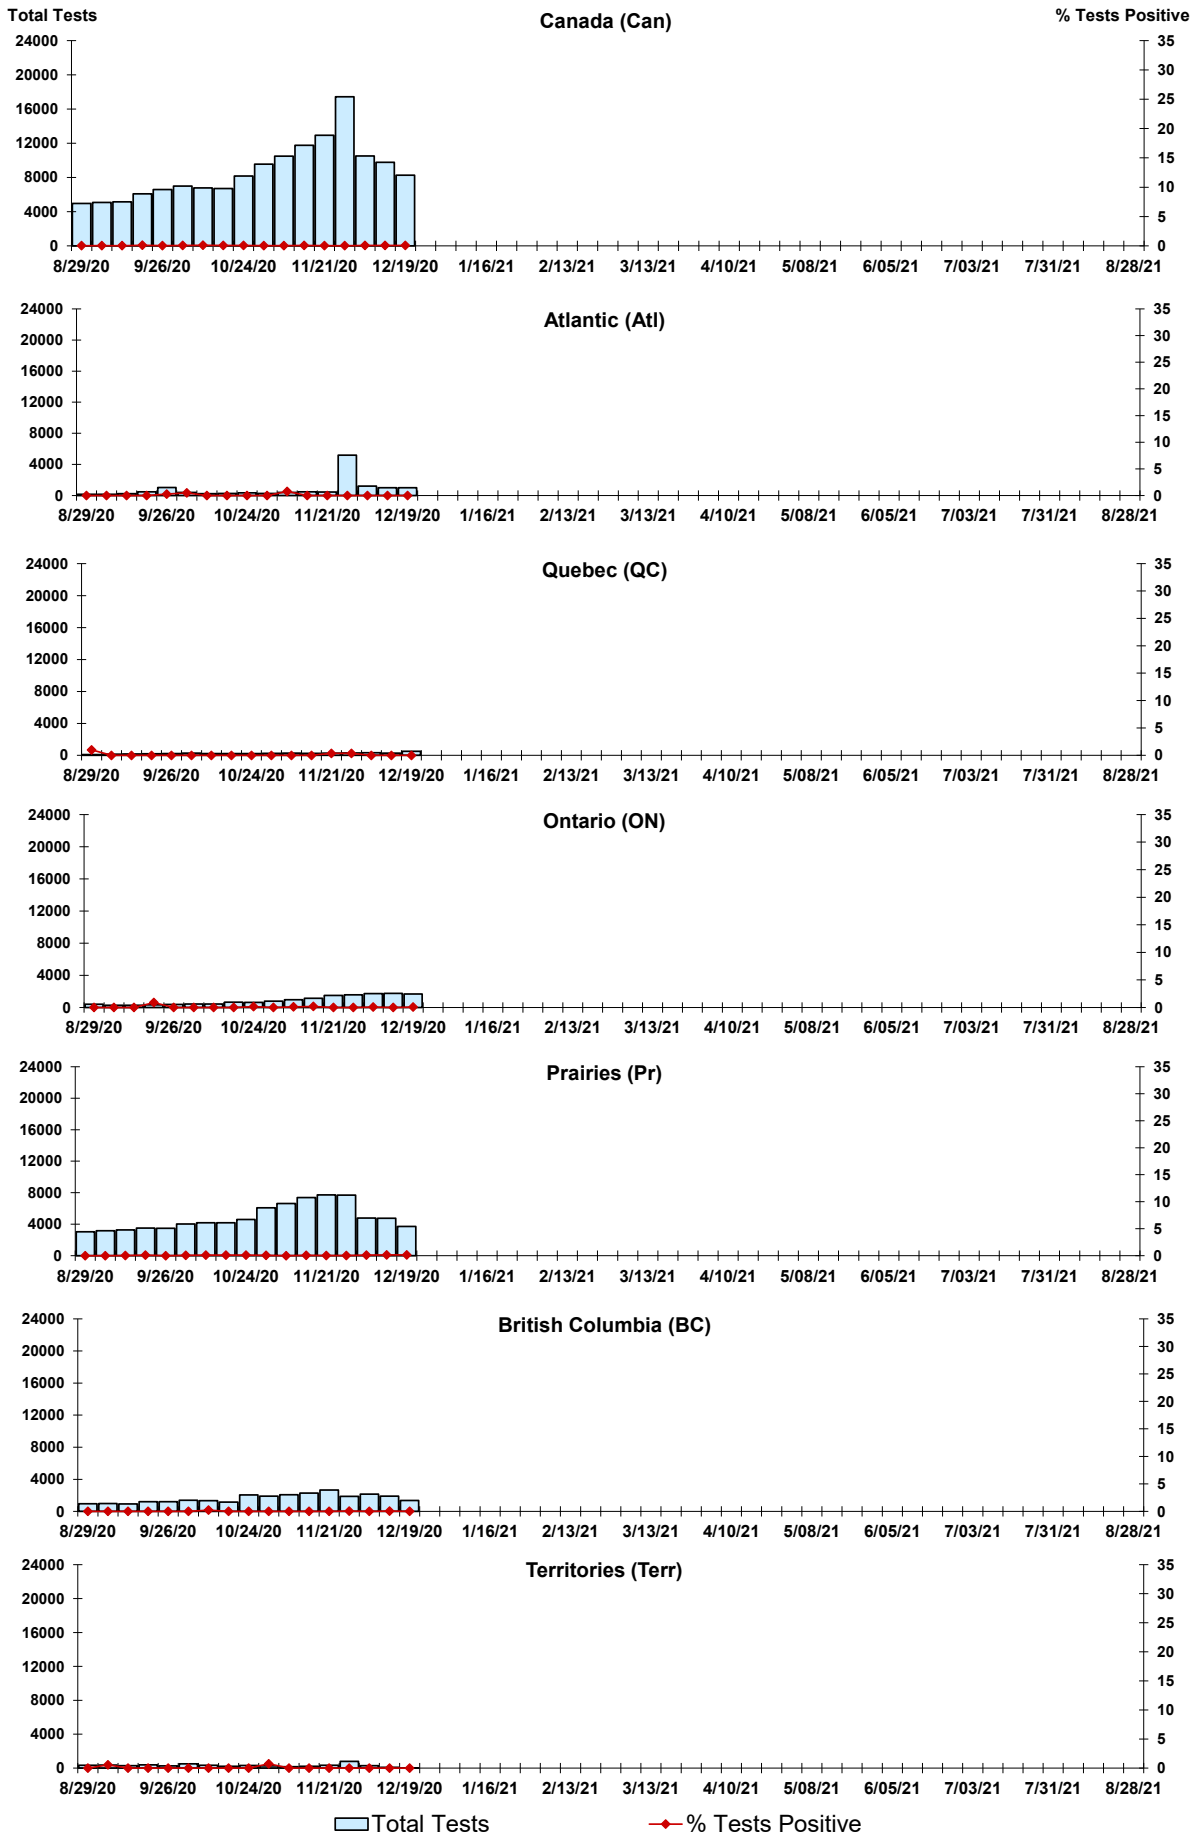 Total Tests
Canada (Can)
% Tests Positive
24000 20000 16000 12000 8000 4000 0
35 30 25 20 15 10 5 0
8/29/20 9/26/20 10/24/20 11/21/20 12/19/20 1/16/21 2/13/21 3/13/21 4/10/21 5/08/21 6/05/21 7/03/21 7/31/21 8/28/21
Atlantic (Atl)
24000 20000 16000 12000 8000 4000 0
35 30 25 20 15 10 5 0
8/29/20 9/26/20 10/24/20 11/21/20 12/19/20 1/16/21 2/13/21 3/13/21 4/10/21 5/08/21 6/05/21 7/03/21 7/31/21 8/28/21
Quebec (QC)
24000 20000 16000 12000 8000 4000 0
35 30 25 20 15 10 5 0
8/29/20 9/26/20 10/24/20 11/21/20 12/19/20 1/16/21 2/13/21 3/13/21 4/10/21 5/08/21 6/05/21 7/03/21 7/31/21 8/28/21
Ontario (ON)
24000 20000 16000 12000 8000 4000 0
35 30 25 20 15 10 5 0
8/29/20 9/26/20 10/24/20 11/21/20 12/19/20 1/16/21 2/13/21 3/13/21 4/10/21 5/08/21 6/05/21 7/03/21 7/31/21 8/28/21
Prairies (Pr)
24000 20000 16000 12000 8000 4000 0
35 30 25 20 15 10 5 0
8/29/20 9/26/20 10/24/20 11/21/20 12/19/20 1/16/21 2/13/21 3/13/21 4/10/21 5/08/21 6/05/21 7/03/21 7/31/21 8/28/21
British Columbia (BC)
24000 20000 16000 12000 8000 4000 0
35 30 25 20 15 10 5 0
8/29/20 9/26/20 10/24/20 11/21/20 12/19/20 1/16/21 2/13/21 3/13/21 4/10/21 5/08/21 6/05/21 7/03/21 7/31/21 8/28/21
Territories (Terr)
24000 20000 16000 12000 8000 4000 0
35 30 25 20 15 10 5 0
8/29/20 9/26/20 10/24/20 11/21/20 12/19/20 1/16/21 2/13/21 3/13/21 4/10/21 5/08/21 6/05/21 7/03/21 7/31/21 8/28/21
Total Tests
% Tests Positive